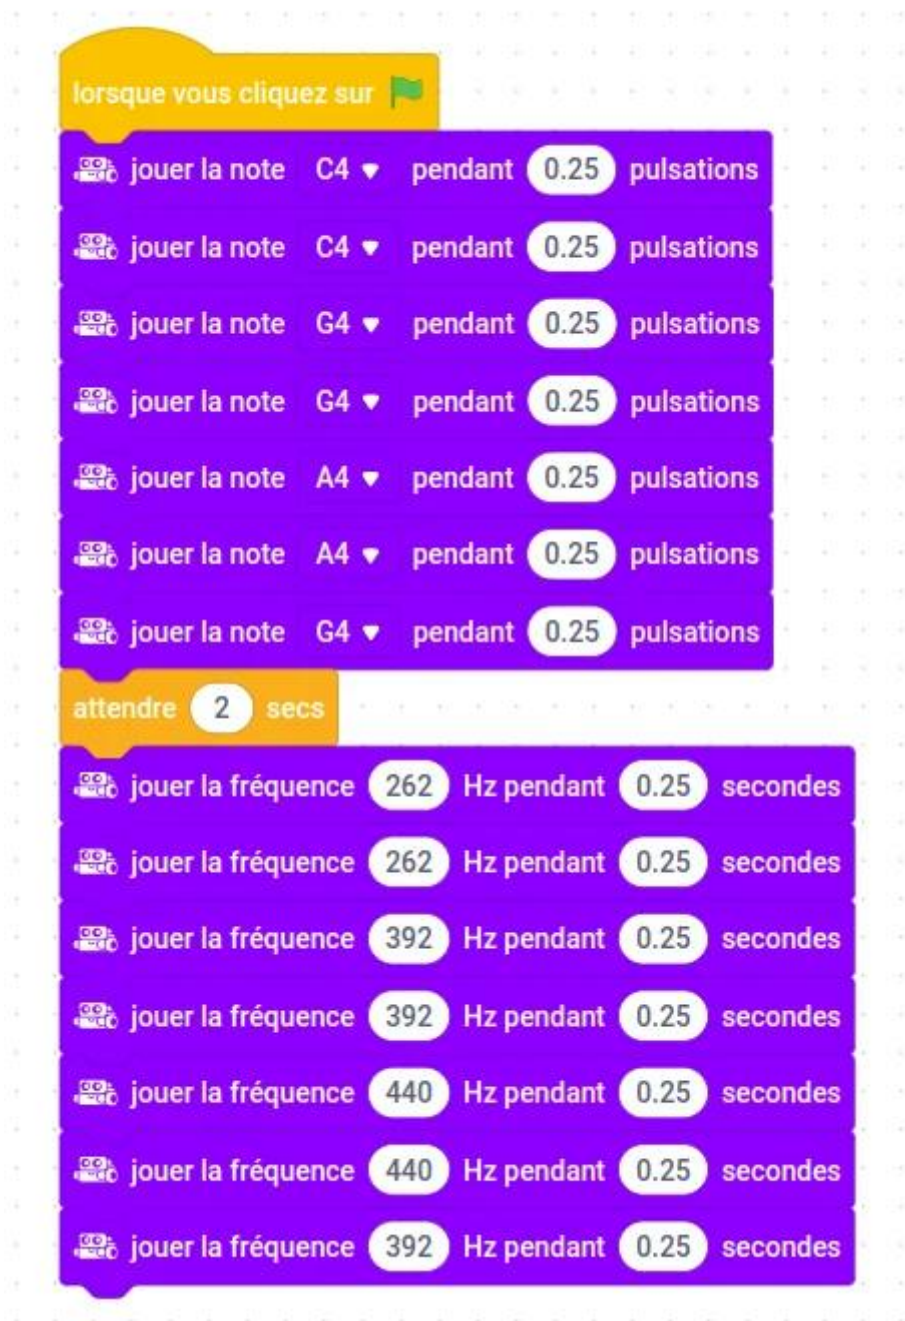 lorsque vous cliquez sur
jouer la note C4 pendant 0.25 pulsations
jouer la note C4 pendant 0.25 pulsations
jouer la note G4 pendant 0.25 pulsations
jouer la note G4 pendant 0.25 pulsations
jouer la note A4 pendant 0.25 pulsations
jouer la note A4 pendant 0.25 pulsations
jouer la note G4 pendant 0.25 pulsations
attendre 2 secs
jouer la fréquence 262 Hz pendant 0.25 secondes
jouer la fréquence 262 Hz pendant 0.25 secondes
jouer la fréquence 392 Hz pendant 0.25 secondes
jouer la fréquence 392 Hz pendant 0.25 secondes
jouer la fréquence 440 Hz pendant 0.25 secondes
jouer la fréquence 440 Hz pendant 0.25 secondes
jouer la fréquence 392 Hz pendant 0.25 secondes